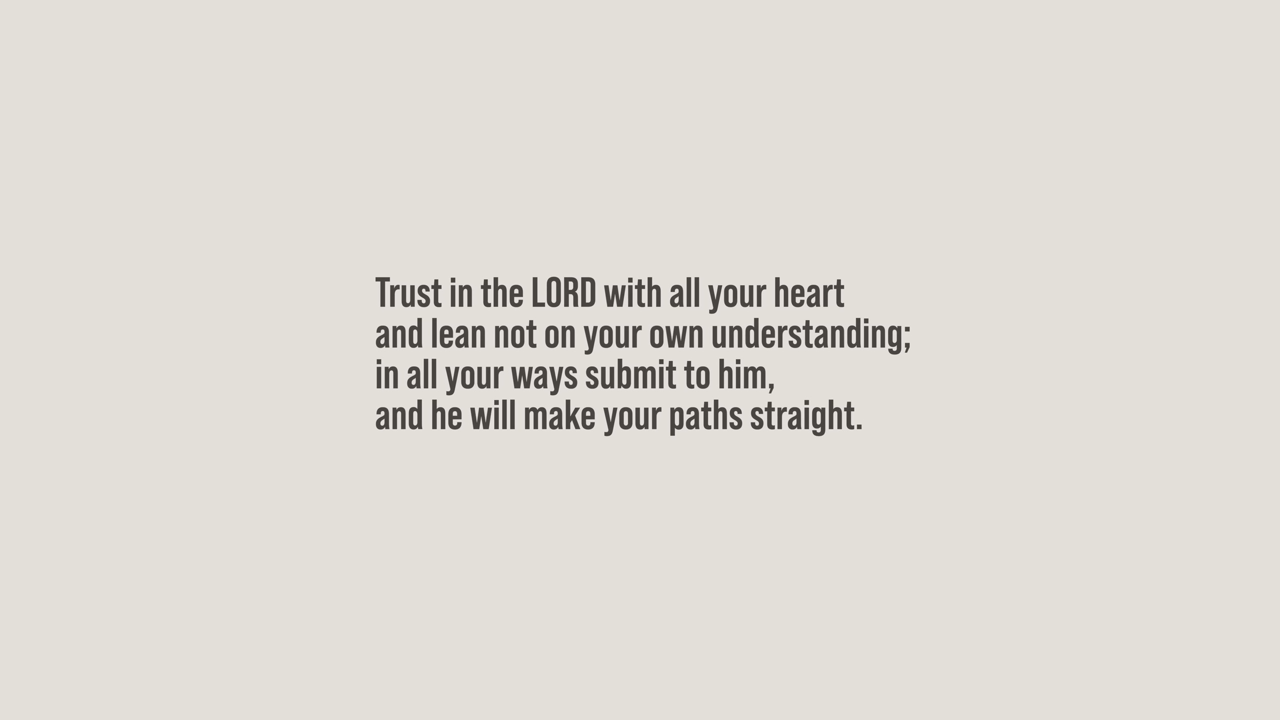 Trust in the LORD with all your heart
and lean not on your own understanding;
in all your ways submit to him,
and he will make your paths straight.